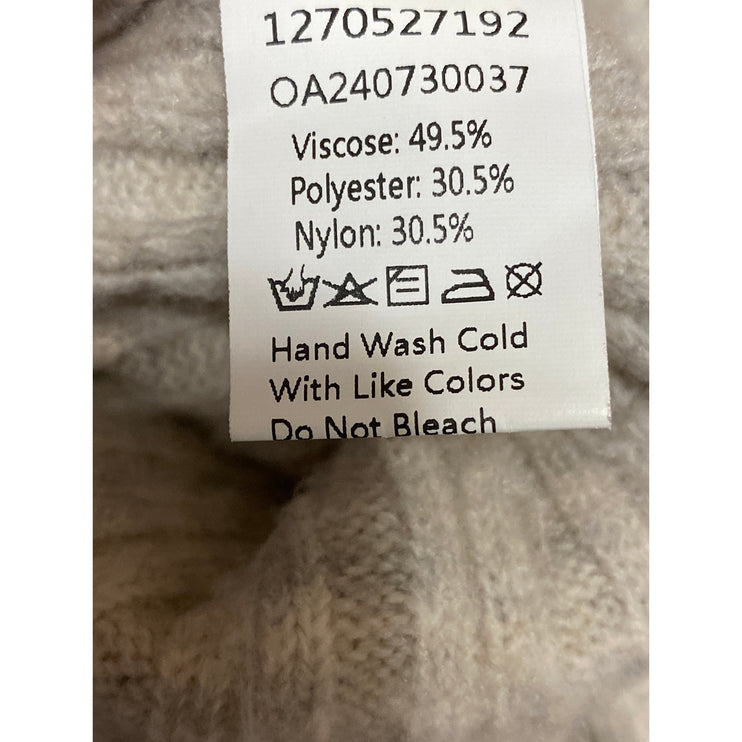 1270527192
OA240730037
Viscose: 49.5%
Polyester: 30.5%
Nylon: 30.5%
Hand Wash Cold
With Like Colors
Do Not Bleach